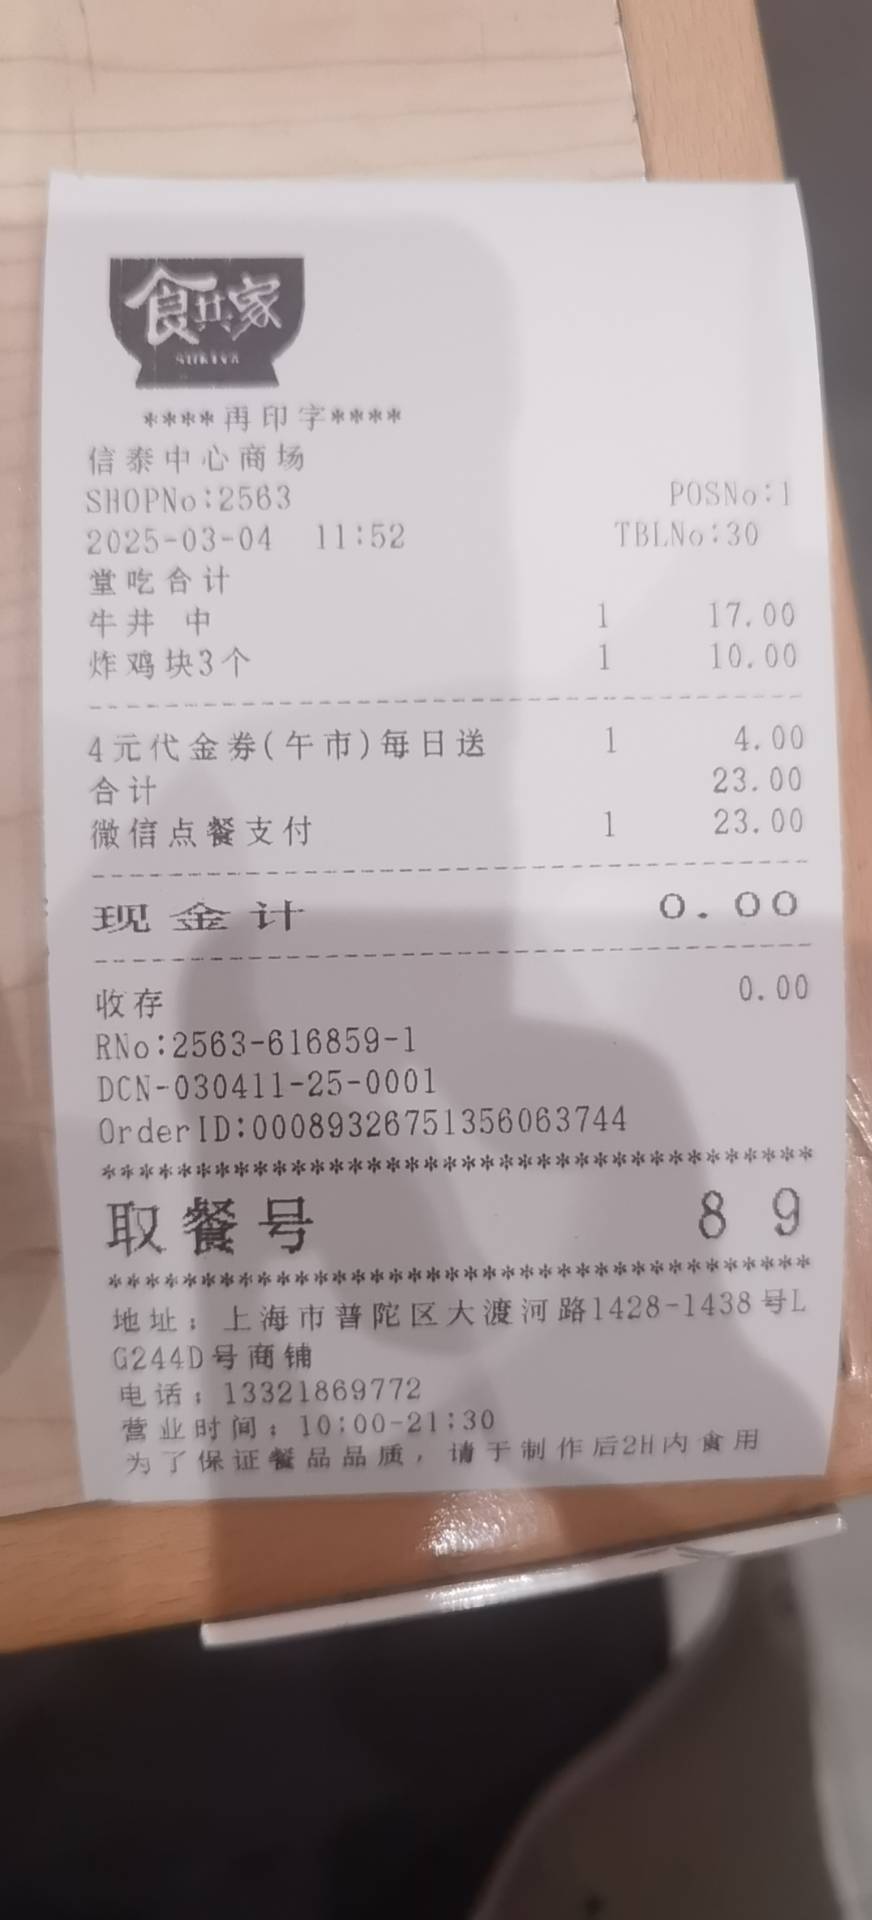 食其家
SUKIYA
****再印字****
信泰中心商场
SHOPNo:2563 POSNo:1
2025-03-04 11:52 TBLNo:30
堂吃合计
牛丼 中 1 17.00
炸鸡块3个 1 10.00
4元代金券(午市)每日送 1 4.00
合计 23.00
微信点餐支付 1 23.00
现金计 0.00
收存 0.00
RNo:2563-616859-1
DCN-030411-25-0001
OrderID:00089326751356063744
****************************************
取餐号 89
****************************************
地址：上海市普陀区大渡河路1428-1438号L
G244D号商铺
电话：13321869772
营业时间：10:00-21:30
为了保证餐品品质，请于制作后2H内食用